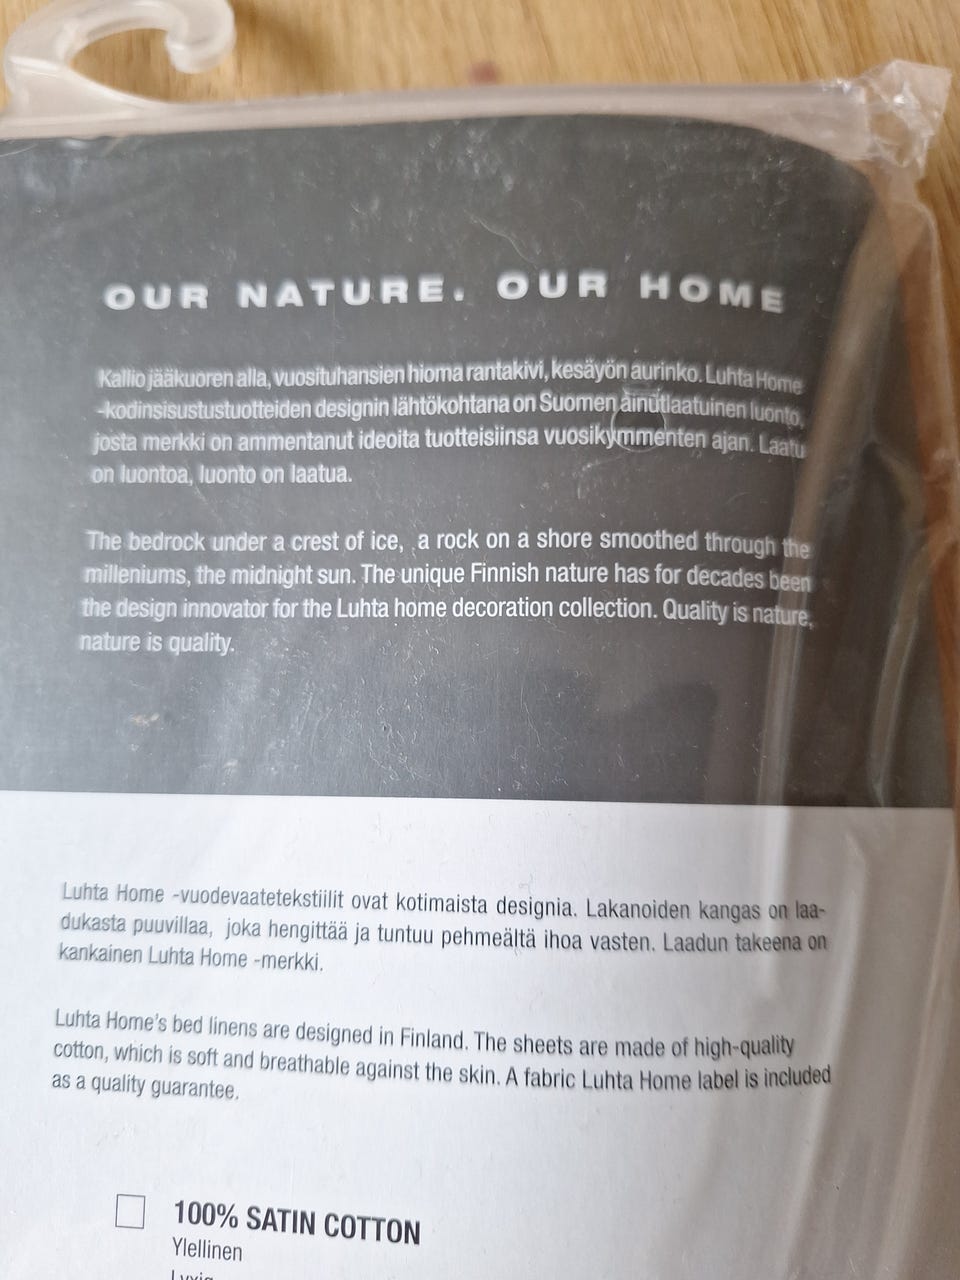 OUR NATURE. OUR HOME
Kallio jääkuoren alla, vuosituhansien hioma rantakivi, kesäyön aurinko. Luhta Home
-kodinsisustustuotteiden designin lähtökohtana on Suomen ainutlaatuinen luonto,
josta merkki on ammentanut ideoita tuotteisiinsa vuosikymmenten ajan. Laatu
on luontoa, luonto on laatua.
The bedrock under a crest of ice, a rock on a shore smoothed through the
milleniums, the midnight sun. The unique Finnish nature has for decades been
the design innovator for the Luhta home decoration collection. Quality is nature,
nature is quality.
Luhta Home -vuodevaatetekstiilit ovat kotimaista designia. Lakanoiden kangas on laa-
dukasta puuvillaa, joka hengittää ja tuntuu pehmeältä ihoa vasten. Laadun takeena on
kankainen Luhta Home -merkki.
Luhta Home's bed linens are designed in Finland. The sheets are made of high-quality
cotton, which is soft and breathable against the skin. A fabric Luhta Home label is included
as a quality guarantee.
100% SATIN COTTON
Ylellinen